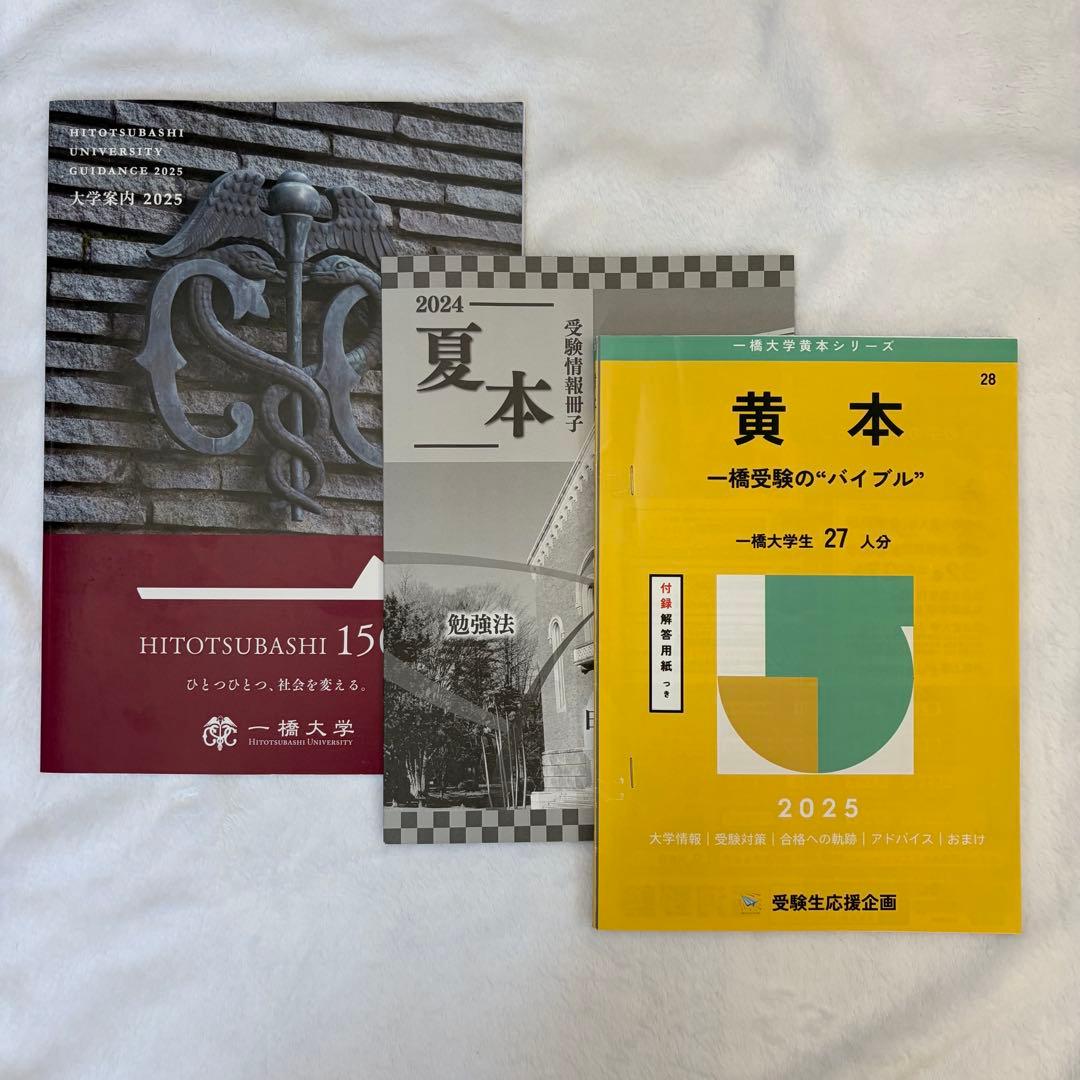 HITOTSUBASHI
UNIVERSITY
GUIDANCE 2025
大学案内 2025
HITOTSUBASHI 15
ひとつひとつ、社会を変える。
一橋大学
HITOTSUBASHI UNIVERSITY
2024
夏本
受験情報冊子
勉強法
一橋大学黄本シリーズ
28
黄 本
一橋受験の“バイブル”
一橋大学生 27 人分
付録解答用紙つき
2025
大学情報｜受験対策｜合格への軌跡｜アドバイス｜おまけ
受験生応援企画